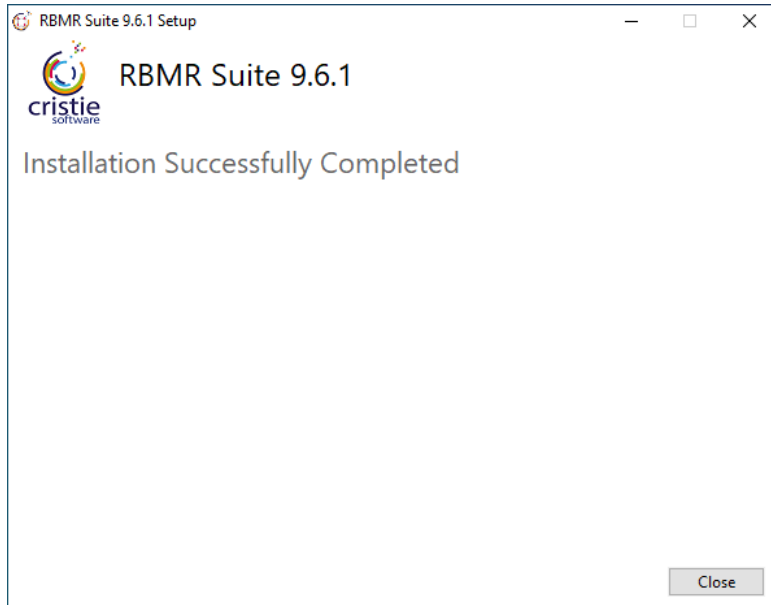 RBMR Suite 9.6.1 Setup
RBMR Suite 9.6.1
cristie
software
Installation Successfully Completed
Close